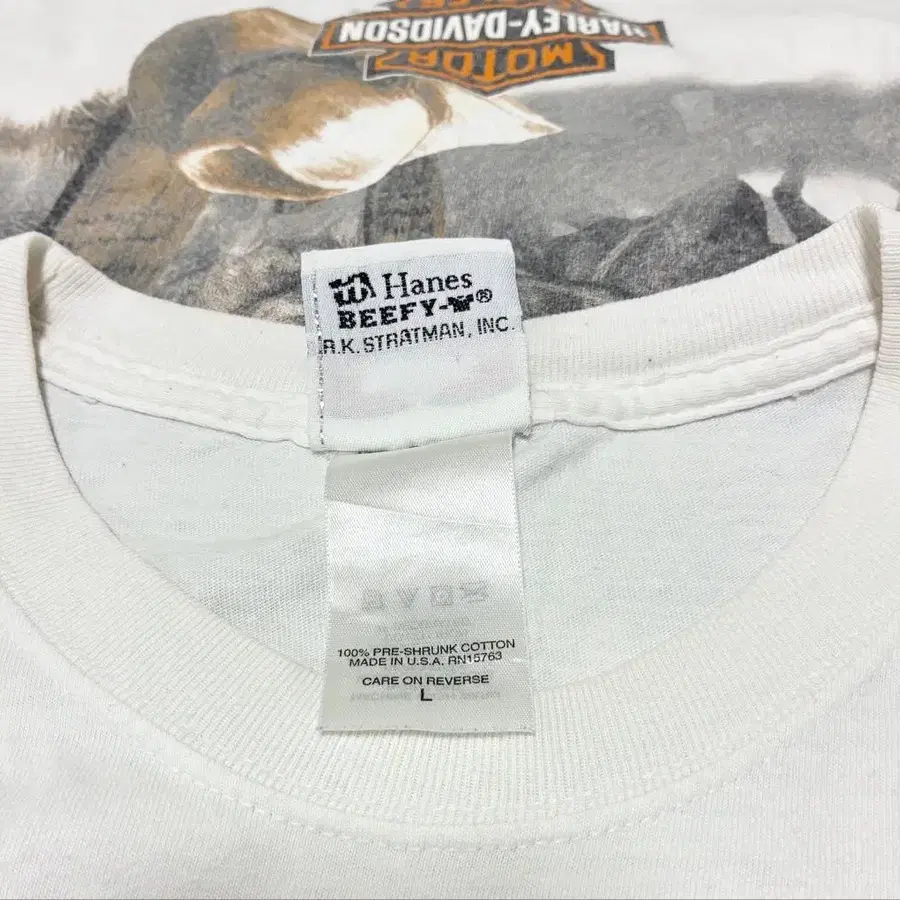 HARLEY-DAVIDSON
MOTOR
Hanes
BEEFY-®
R.K. STRATMAN, INC.
100% PRE-SHRUNK COTTON
MADE IN U.S.A. RN15763
CARE ON REVERSE
L